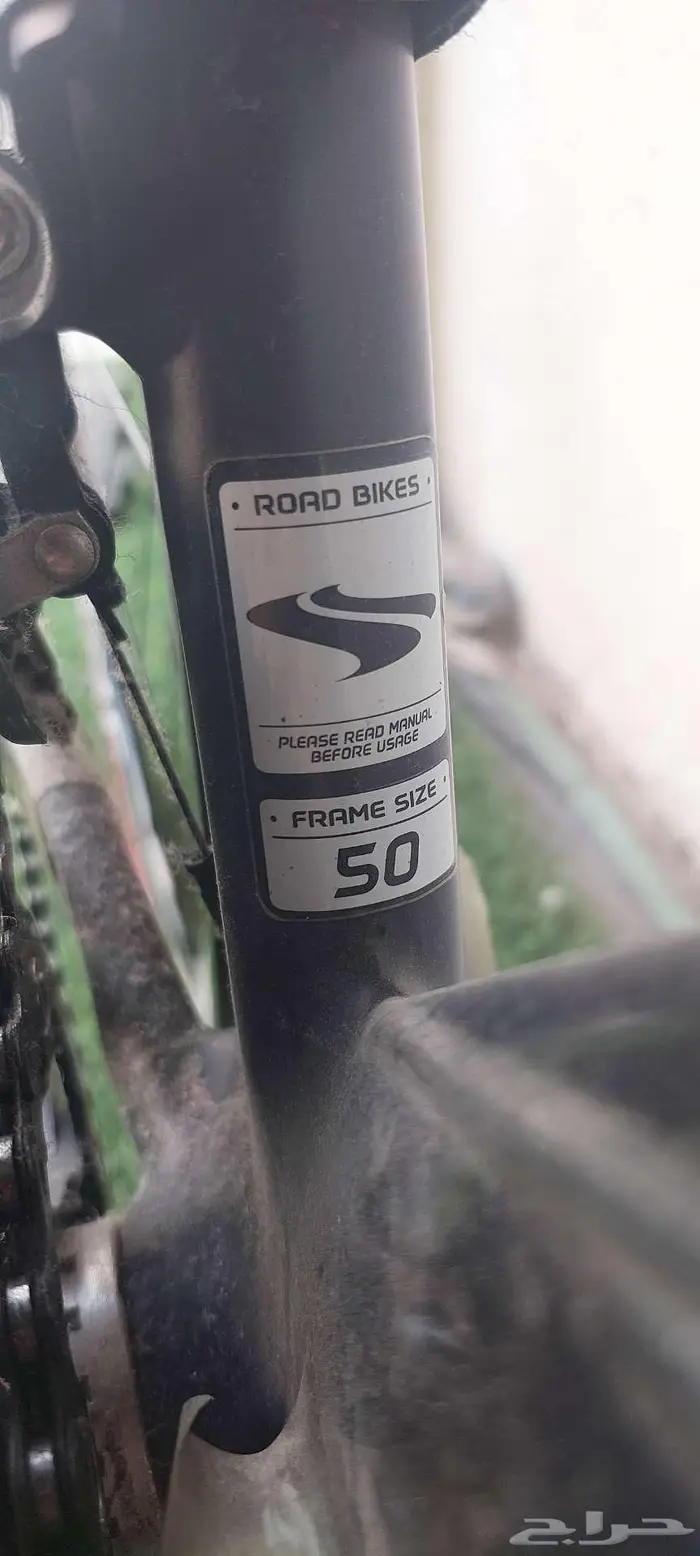 • ROAD BIKES •
PLEASE READ MANUAL
BEFORE USAGE
• FRAME SIZE •
50
حراج